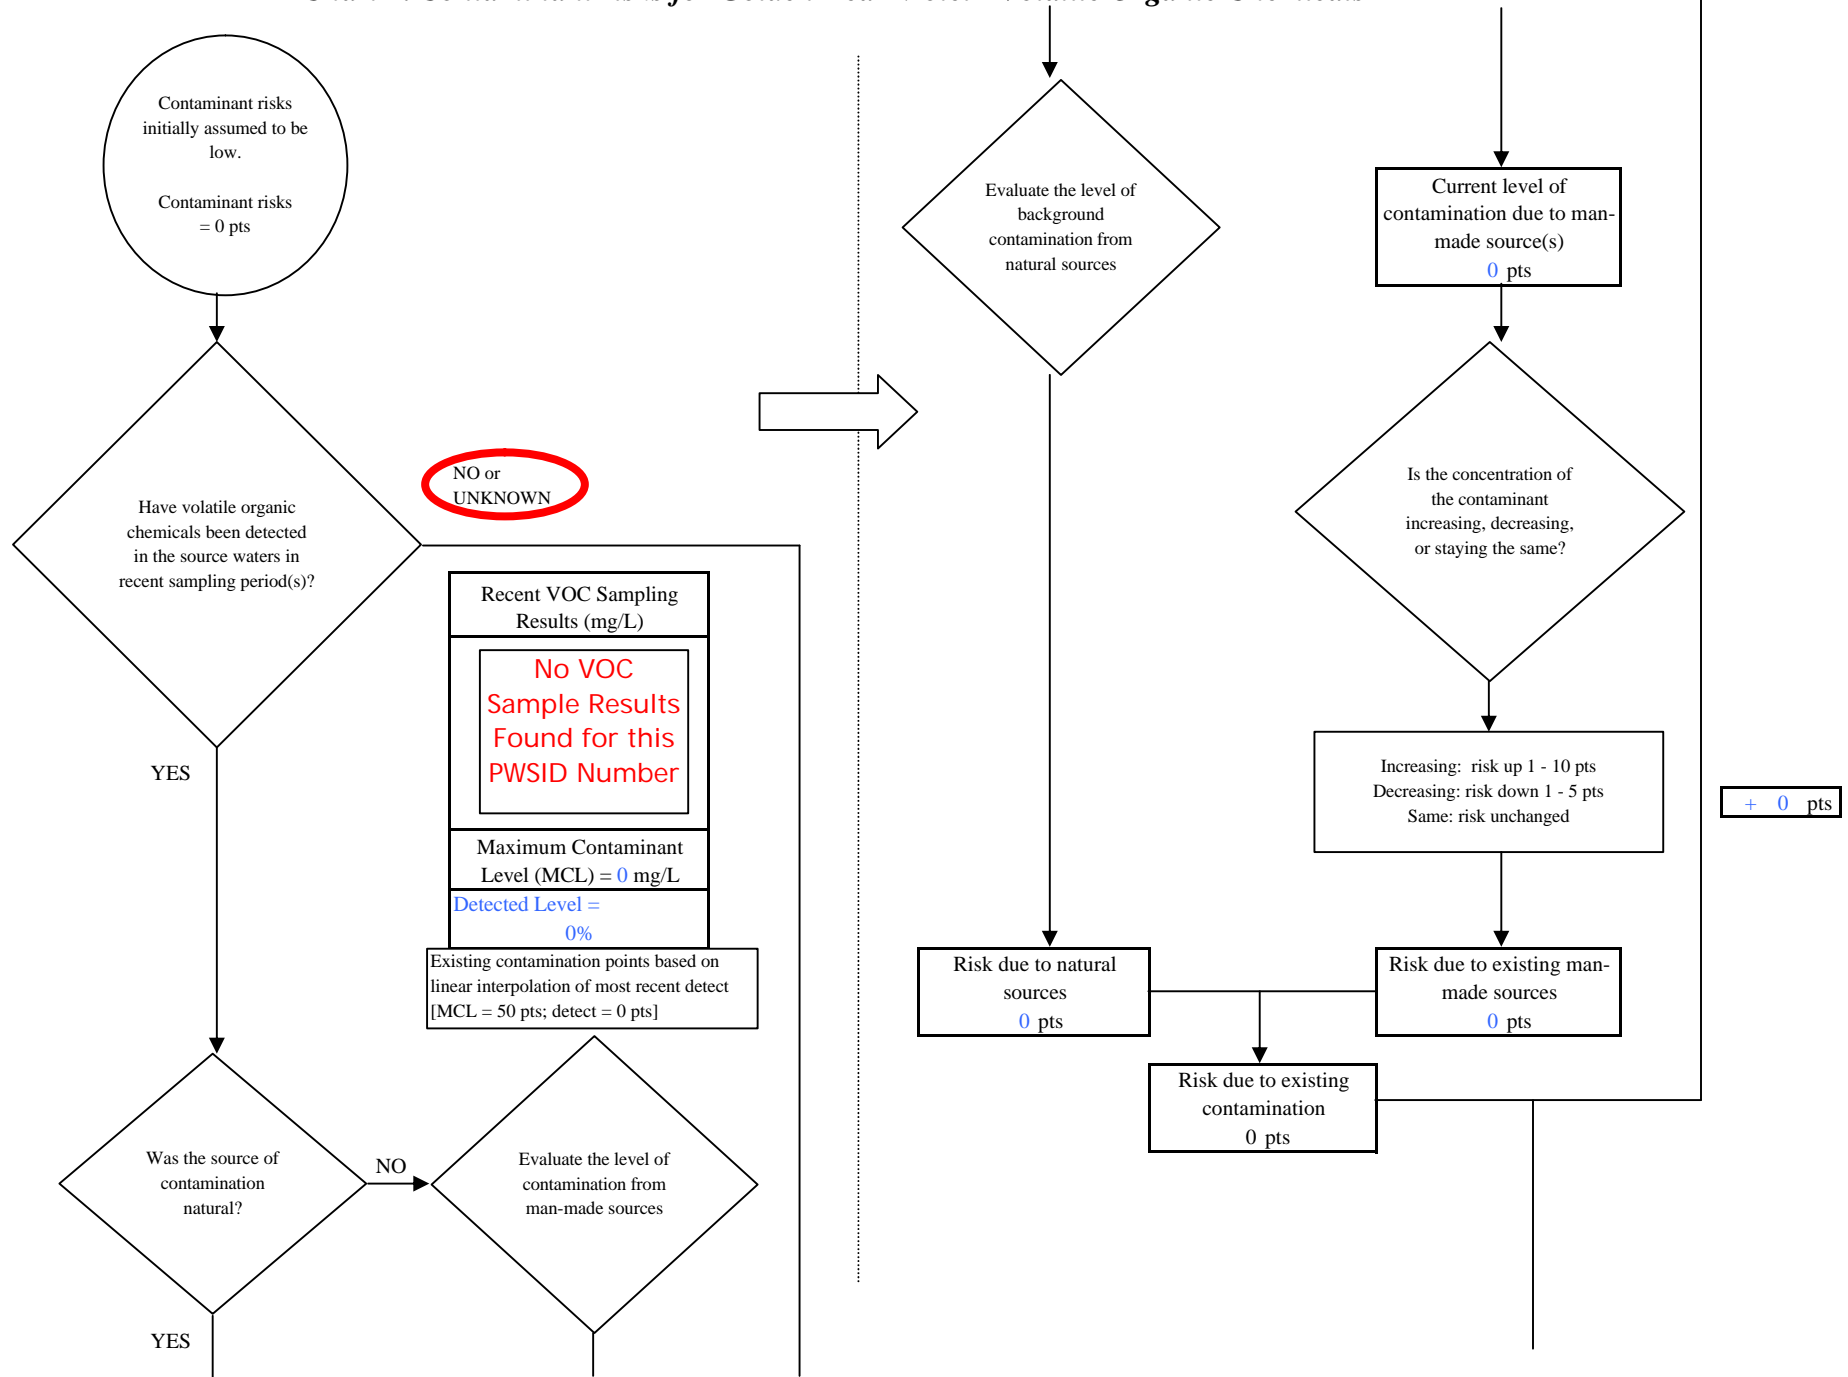 Contaminant risks
initially assumed to be
low.
Contaminant risks
= 0 pts
Have volatile organic
chemicals been detected
in the source waters in
recent sampling period(s)?
NO or
UNKNOWN
YES
Recent VOC Sampling
Results (mg/L)
No VOC
Sample Results
Found for this
PWSID Number
Maximum Contaminant
Level (MCL) = 0 mg/L
Detected Level =
0%
Existing contamination points based on
linear interpolation of most recent detect
[MCL = 50 pts; detect = 0 pts]
Was the source of
contamination
natural?
NO
YES
Evaluate the level of
contamination from
man-made sources
Evaluate the level of
background
contamination from
natural sources
Current level of
contamination due to man-
made source(s)
0 pts
Is the concentration of
the contaminant
increasing, decreasing,
or staying the same?
Increasing: risk up 1 - 10 pts
Decreasing: risk down 1 - 5 pts
Same: risk unchanged
+ 0 pts
Risk due to natural
sources
0 pts
Risk due to existing man-
made sources
0 pts
Risk due to existing
contamination
0 pts